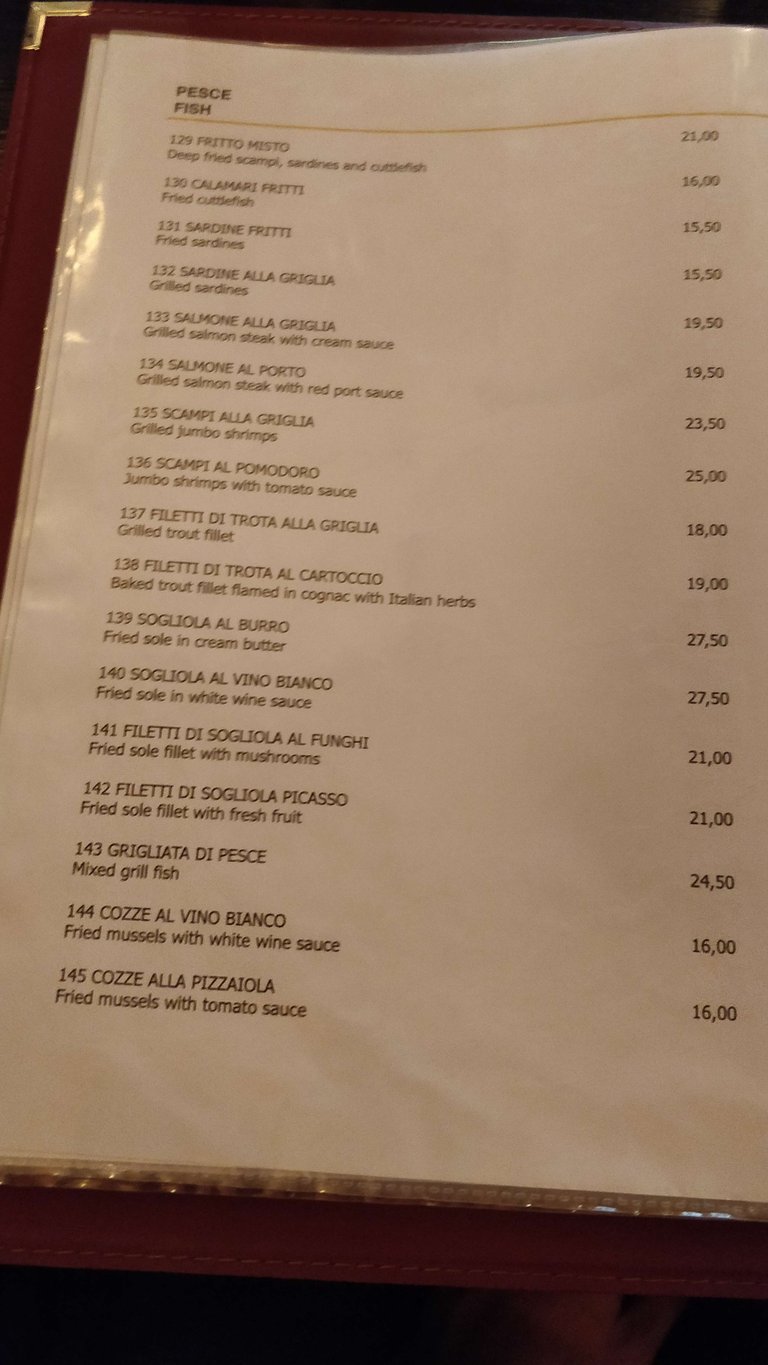 PESCE
FISH
129 FRITTO MISTO 21,00
Deep fried scampi, sardines and cuttlefish
130 CALAMARI FRITTI 16,00
Fried cuttlefish
131 SARDINE FRITTI 15,50
Fried sardines
132 SARDINE ALLA GRIGLIA 15,50
Grilled sardines
133 SALMONE ALLA GRIGLIA 19,50
Grilled salmon steak with cream sauce
134 SALMONE AL PORTO 19,50
Grilled salmon steak with red port sauce
135 SCAMPI ALLA GRIGLIA 23,50
Grilled jumbo shrimps
136 SCAMPI AL POMODORO 25,00
Jumbo shrimps with tomato sauce
137 FILETTI DI TROTA ALLA GRIGLIA 18,00
Grilled trout fillet
138 FILETTI DI TROTA AL CARTOCCIO 19,00
Baked trout fillet flamed in cognac with Italian herbs
139 SOGLIOLA AL BURRO 27,50
Fried sole in cream butter
140 SOGLIOLA AL VINO BIANCO 27,50
Fried sole in white wine sauce
141 FILETTI DI SOGLIOLA AL FUNGHI 21,00
Fried sole fillet with mushrooms
142 FILETTI DI SOGLIOLA PICASSO 21,00
Fried sole fillet with fresh fruit
143 GRIGLIATA DI PESCE 24,50
Mixed grill fish
144 COZZE AL VINO BIANCO 16,00
Fried mussels with white wine sauce
145 COZZE ALLA PIZZAIOLA 16,00
Fried mussels with tomato sauce